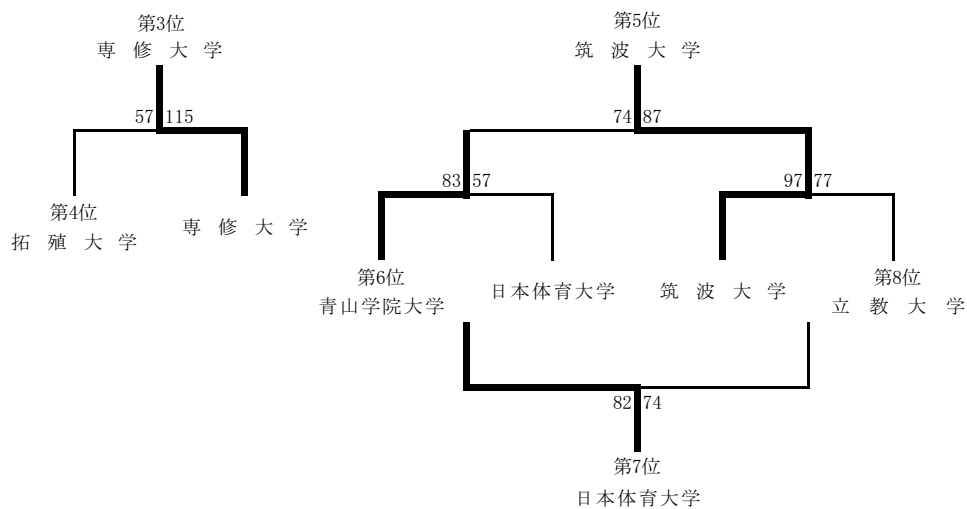 第3位
専修大学
57 115
第4位
拓殖大学
専修大学
第5位
筑波大学
74 87
83 57
97 77
第6位
青山学院大学
日本体育大学
筑波大学
第8位
立教大学
82 74
第7位
日本体育大学